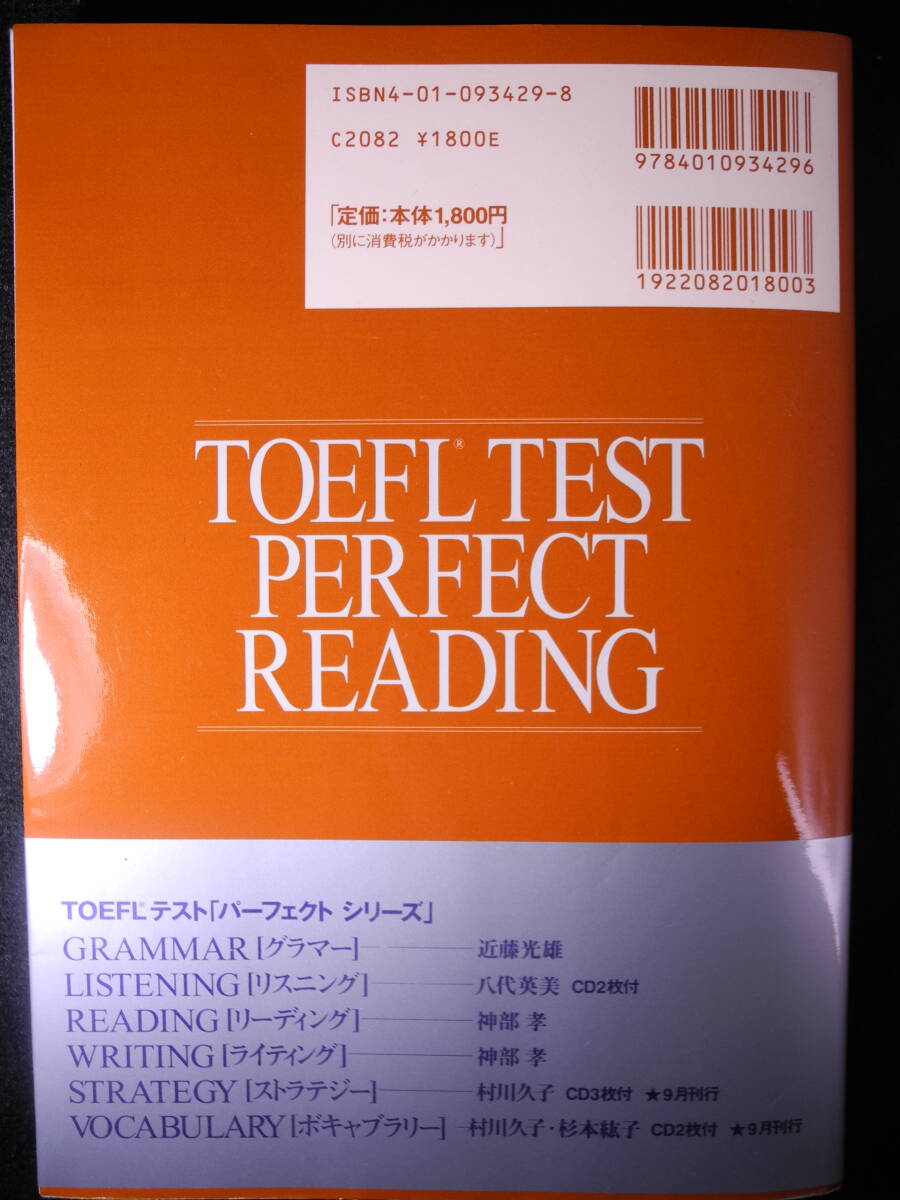 ISBN4-01-093429-8
C2082 ¥1800E
9784010934296
「定価:本体1,800円
(別に消費税がかかります)」
1922082018003
TOEFL® TEST
PERFECT
READING
TOEFL®テスト「パーフェクト シリーズ」
GRAMMAR[グラマー] 近藤光雄
LISTENING[リスニング] 八代英美 CD2枚付
READING[リーディング] 神部 孝
WRITING[ライティング] 神部 孝
STRATEGY[ストラテジー] 村川久子 CD3枚付 ★9月刊行
VOCABULARY[ボキャブラリー] 村川久子・杉本紘子 CD2枚付 ★9月刊行